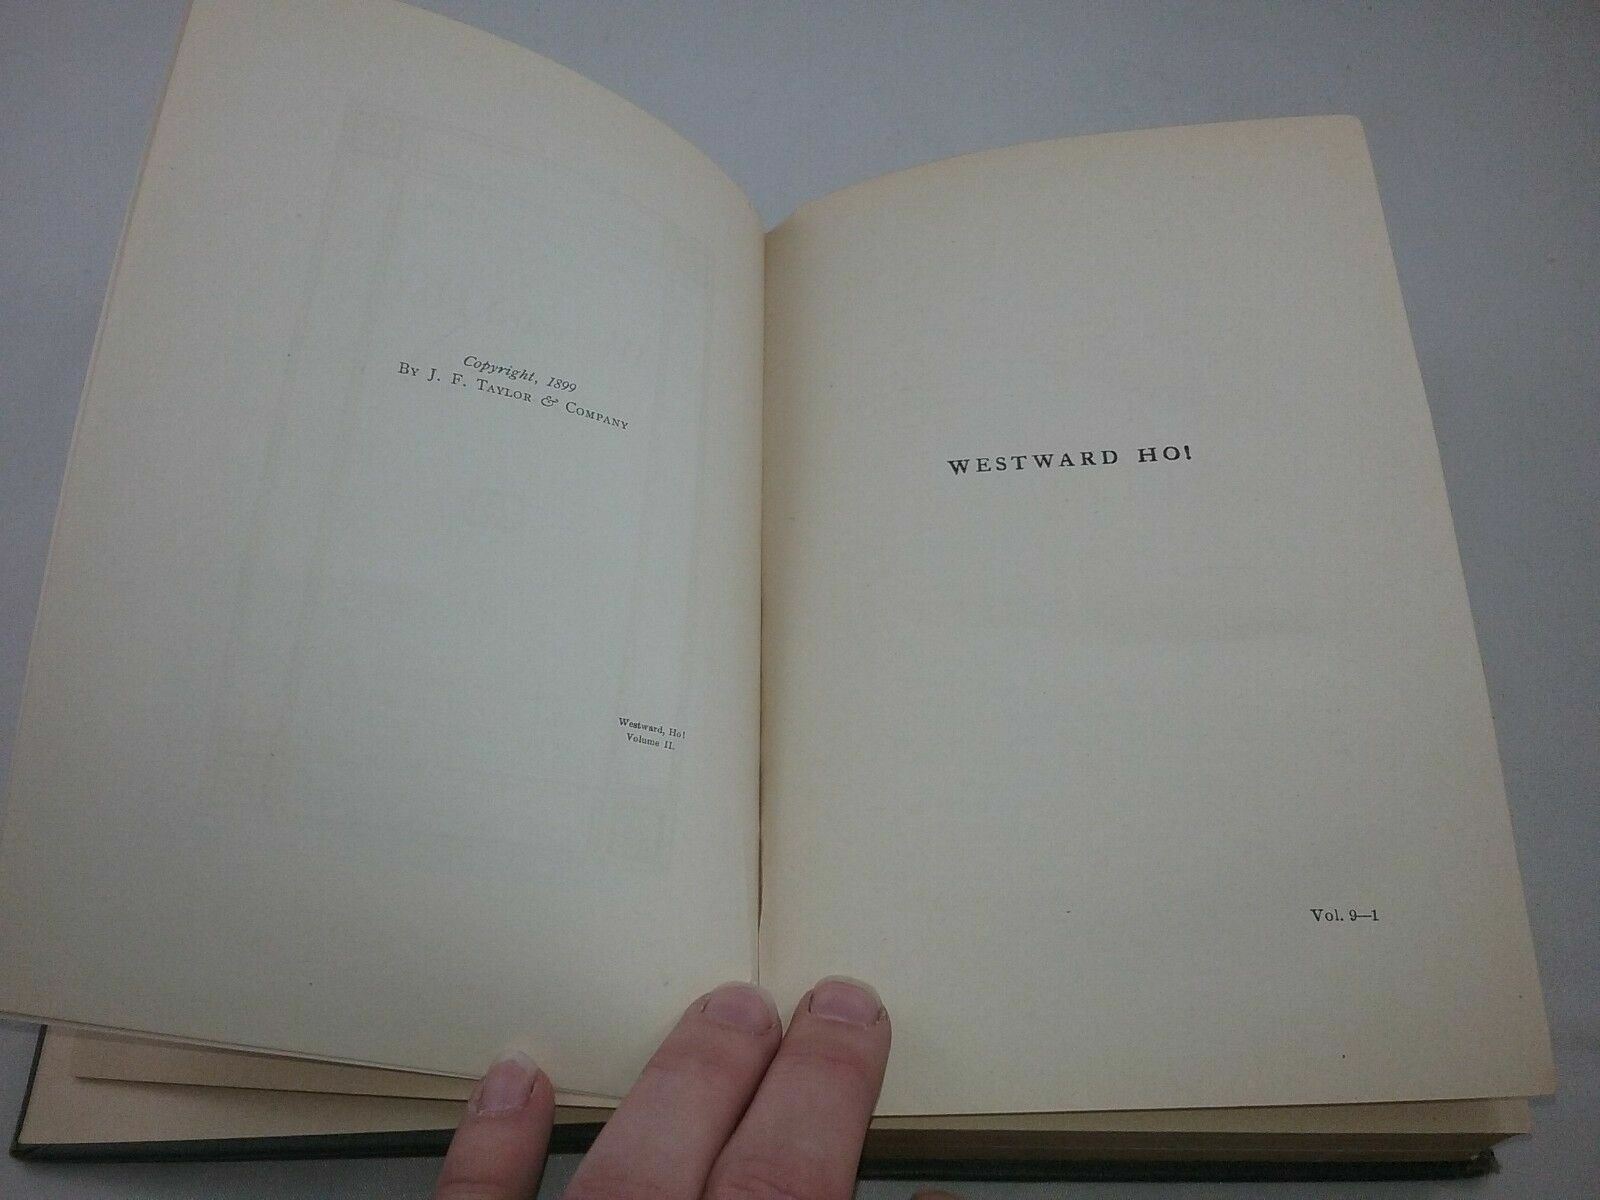 Copyright, 1899
By J. F. Taylor & Company
Westward, Ho!
Volume II.
WESTWARD HO!
Vol. 9—1